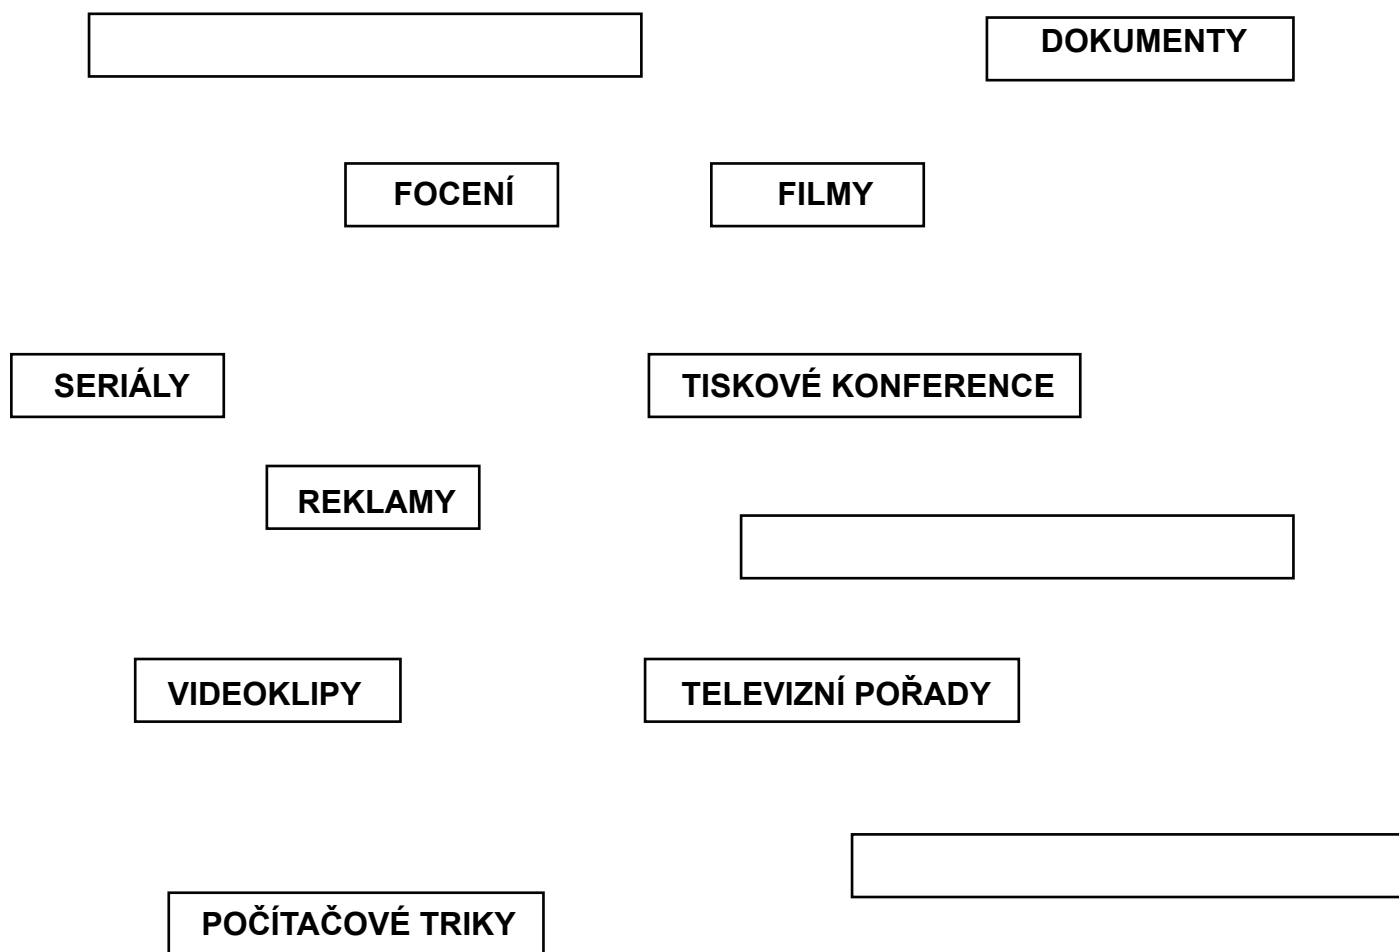 DOKUMENTY
FOCENÍ
FILMY
SERIÁLY
TISKOVÉ KONFERENCE
REKLAMY
VIDEOKLIPY
TELEVIZNÍ POŘADY
POČÍTAČOVÉ TRIKY